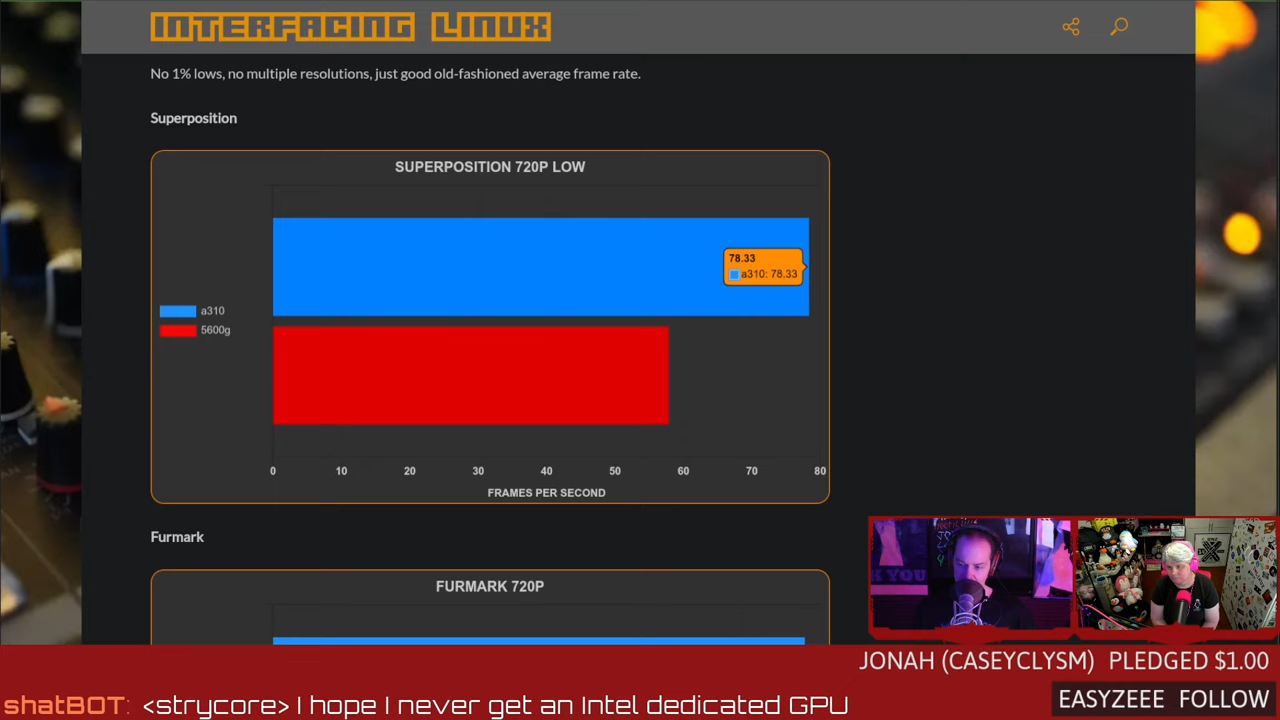 INTERFACING LINUX
No 1% lows, no multiple resolutions, just good old-fashioned average frame rate.
Superposition
SUPERPOSITION 720P LOW
78.33
a310: 78.33
a310
5600g
0 10 20 30 40 50 60 70 80
FRAMES PER SECOND
Furmark
FURMARK 720P
JONAH (CASEYCLYSM) PLEDGED $1.00
shatBOT: <strycore> I hope I never get an Intel dedicated GPU
EASYZEEE FOLLOW